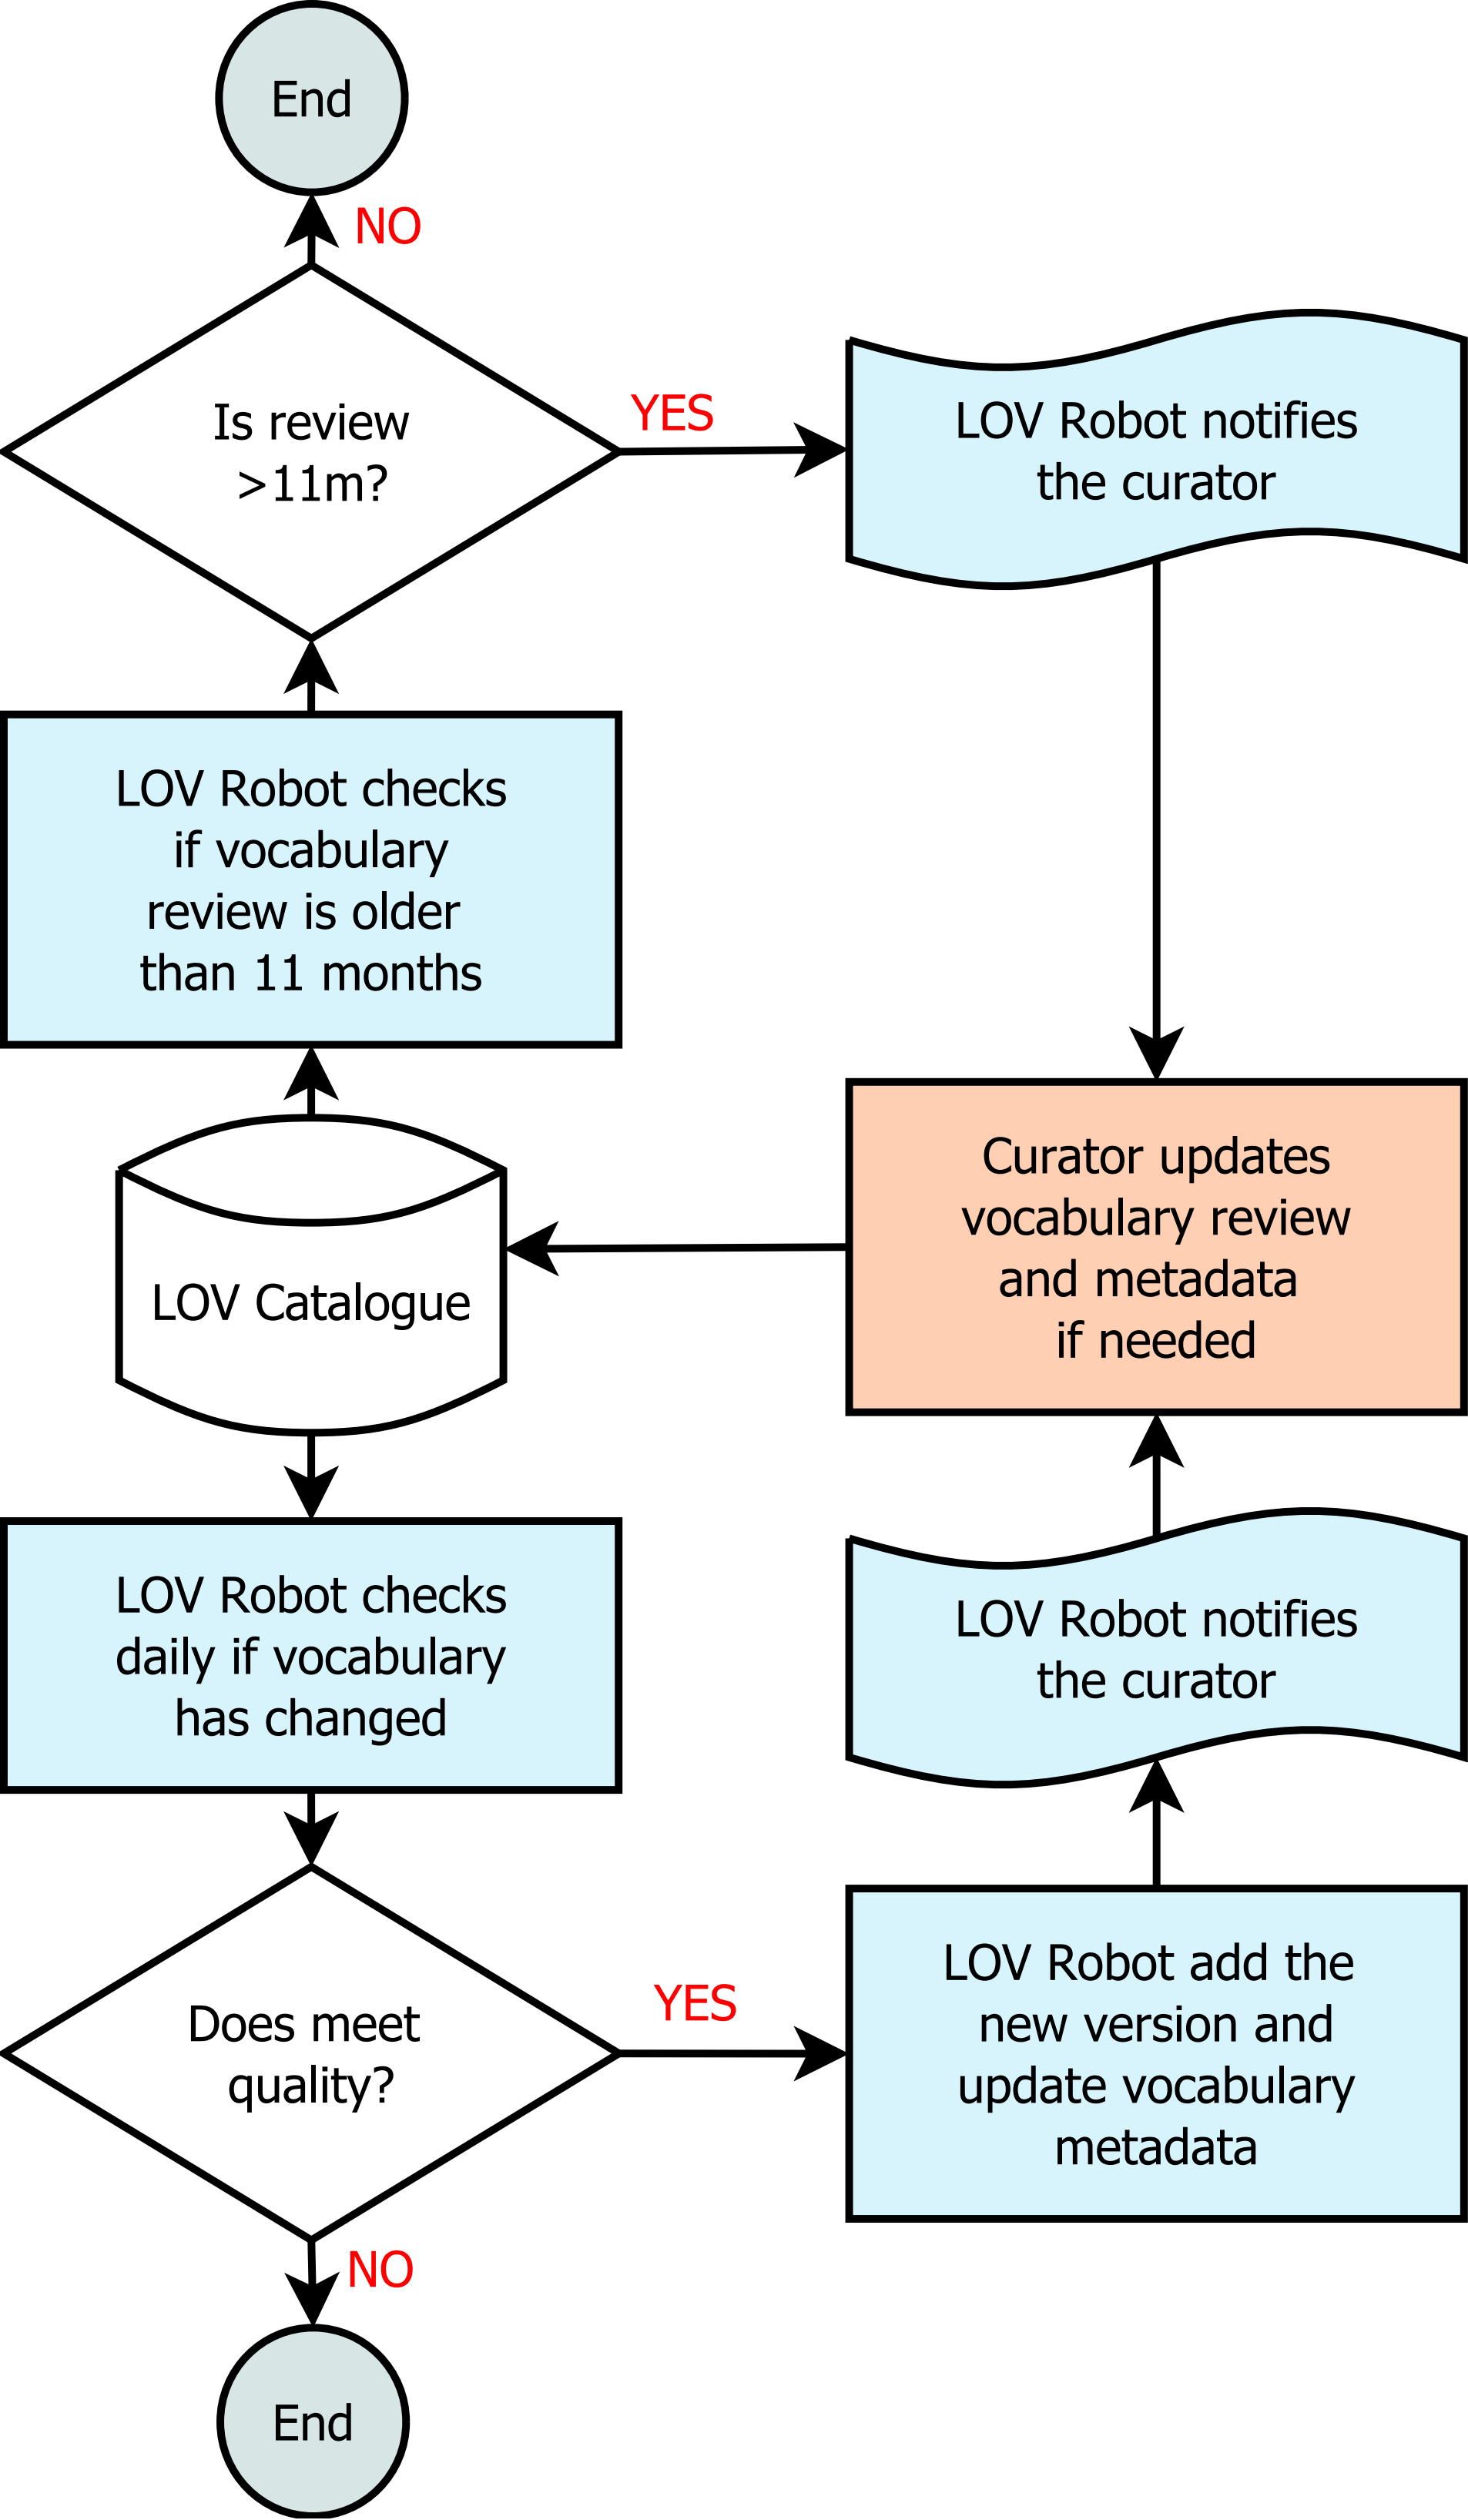 End
NO
Is review
>11m?
YES
LOV Robot notifies
the curator
LOV Robot checks
if vocabulary
review is older
than 11 months
Curator updates
vocabulary review
and metadata
if needed
LOV Catalogue
LOV Robot checks
daily if vocabulary
has changed
LOV Robot notifies
the curator
Does meet
quality?
YES
LOV Robot add the
new version and
update vocabulary
metadata
NO
End